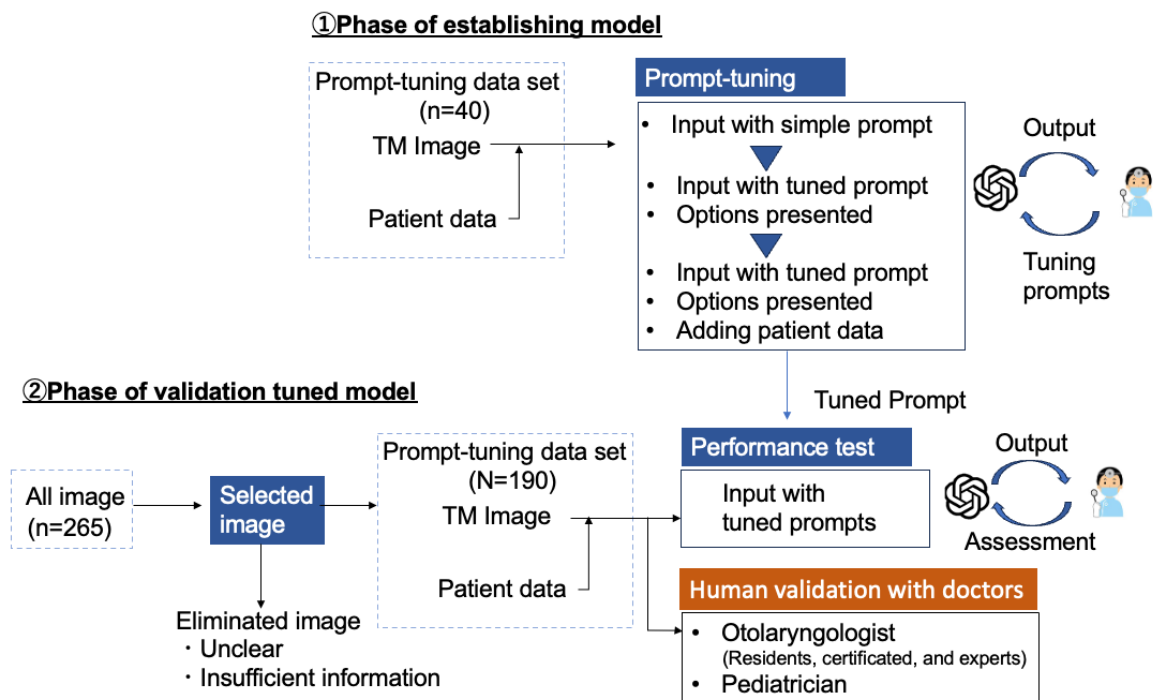 ①Phase of establishing model
Prompt-tuning data set
(n=40)
TM Image
Patient data
Prompt-tuning
• Input with simple prompt
• Input with tuned prompt
• Options presented
• Input with tuned prompt
• Options presented
• Adding patient data
Output
Tuning
prompts
Tuned Prompt
②Phase of validation tuned model
All image
(n=265)
Selected
image
Eliminated image
・Unclear
・Insufficient information
Prompt-tuning data set
(N=190)
TM Image
Patient data
Performance test
Input with
tuned prompts
Output
Assessment
Human validation with doctors
• Otolaryngologist
(Residents, certificated, and experts)
• Pediatrician